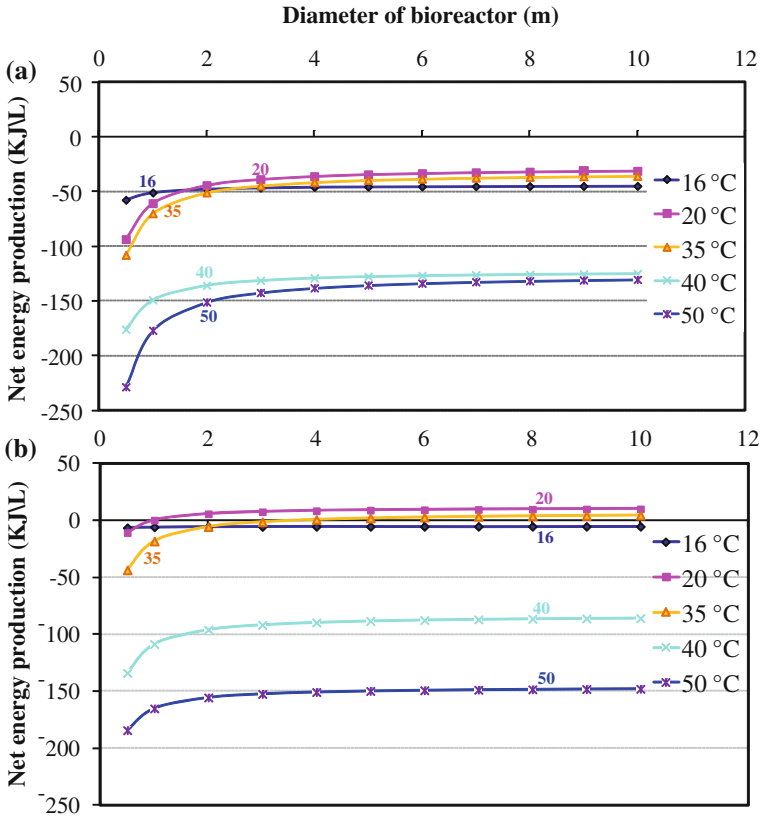 Diameter of bioreactor (m)
0 2 4 6 8 10 12
(a)
Net energy production (KJ\L)
50
0
-50
-100
-150
-200
-250
16
20
35
40
50
16 °C
20 °C
35 °C
40 °C
50 °C
0 2 4 6 8 10 12
(b)
Net energy production (KJ\L)
50
0
-50
-100
-150
-200
-250
20
16
35
40
50
16 °C
20 °C
35 °C
40 °C
50 °C